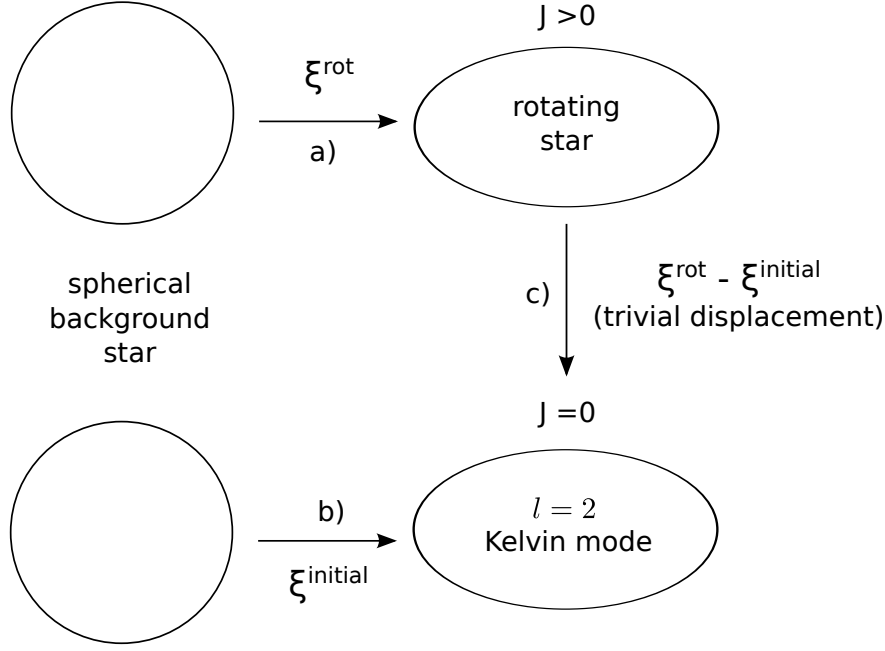 J >0
ξrot
rotating
star
a)
spherical
background
star
c)
ξrot - ξinitial
(trivial displacement)
J =0
b)
l = 2
Kelvin mode
ξinitial